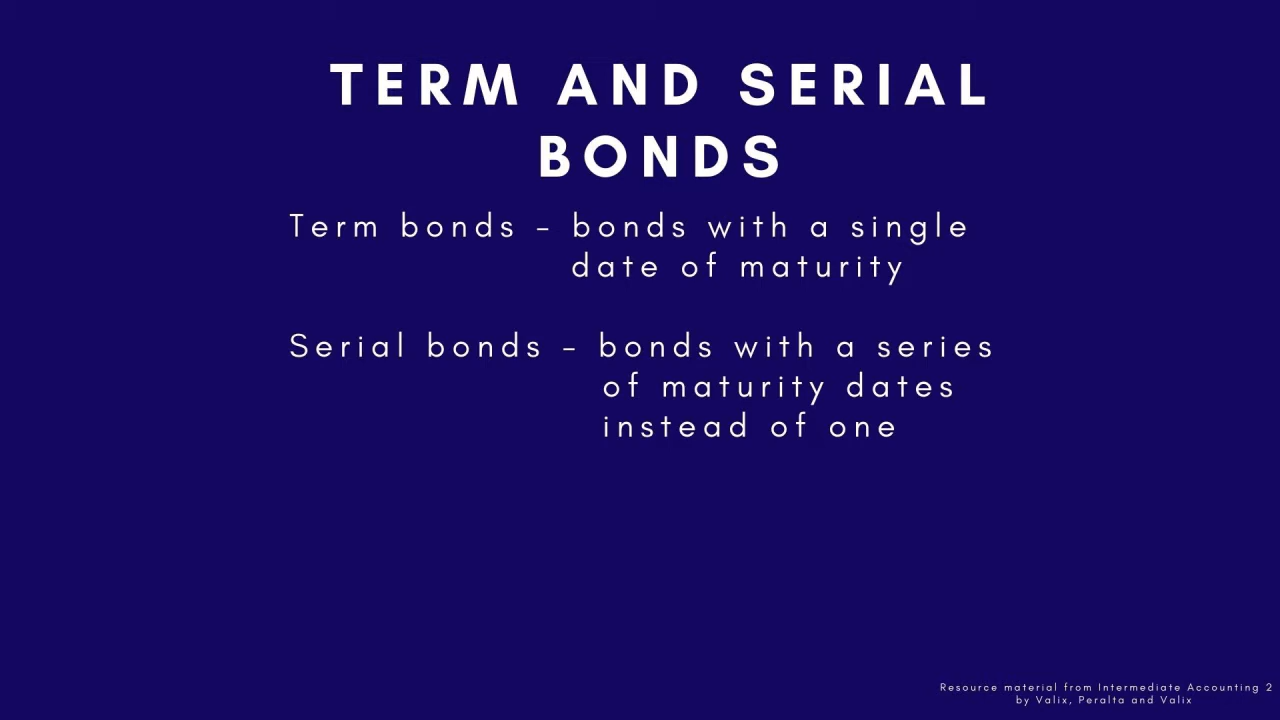 TERM AND SERIAL
BONDS
Term bonds - bonds with a single
date of maturity
Serial bonds - bonds with a series
of maturity dates
instead of one
Resource material from Intermediate Accounting 2
by Valix, Peralta and Valix